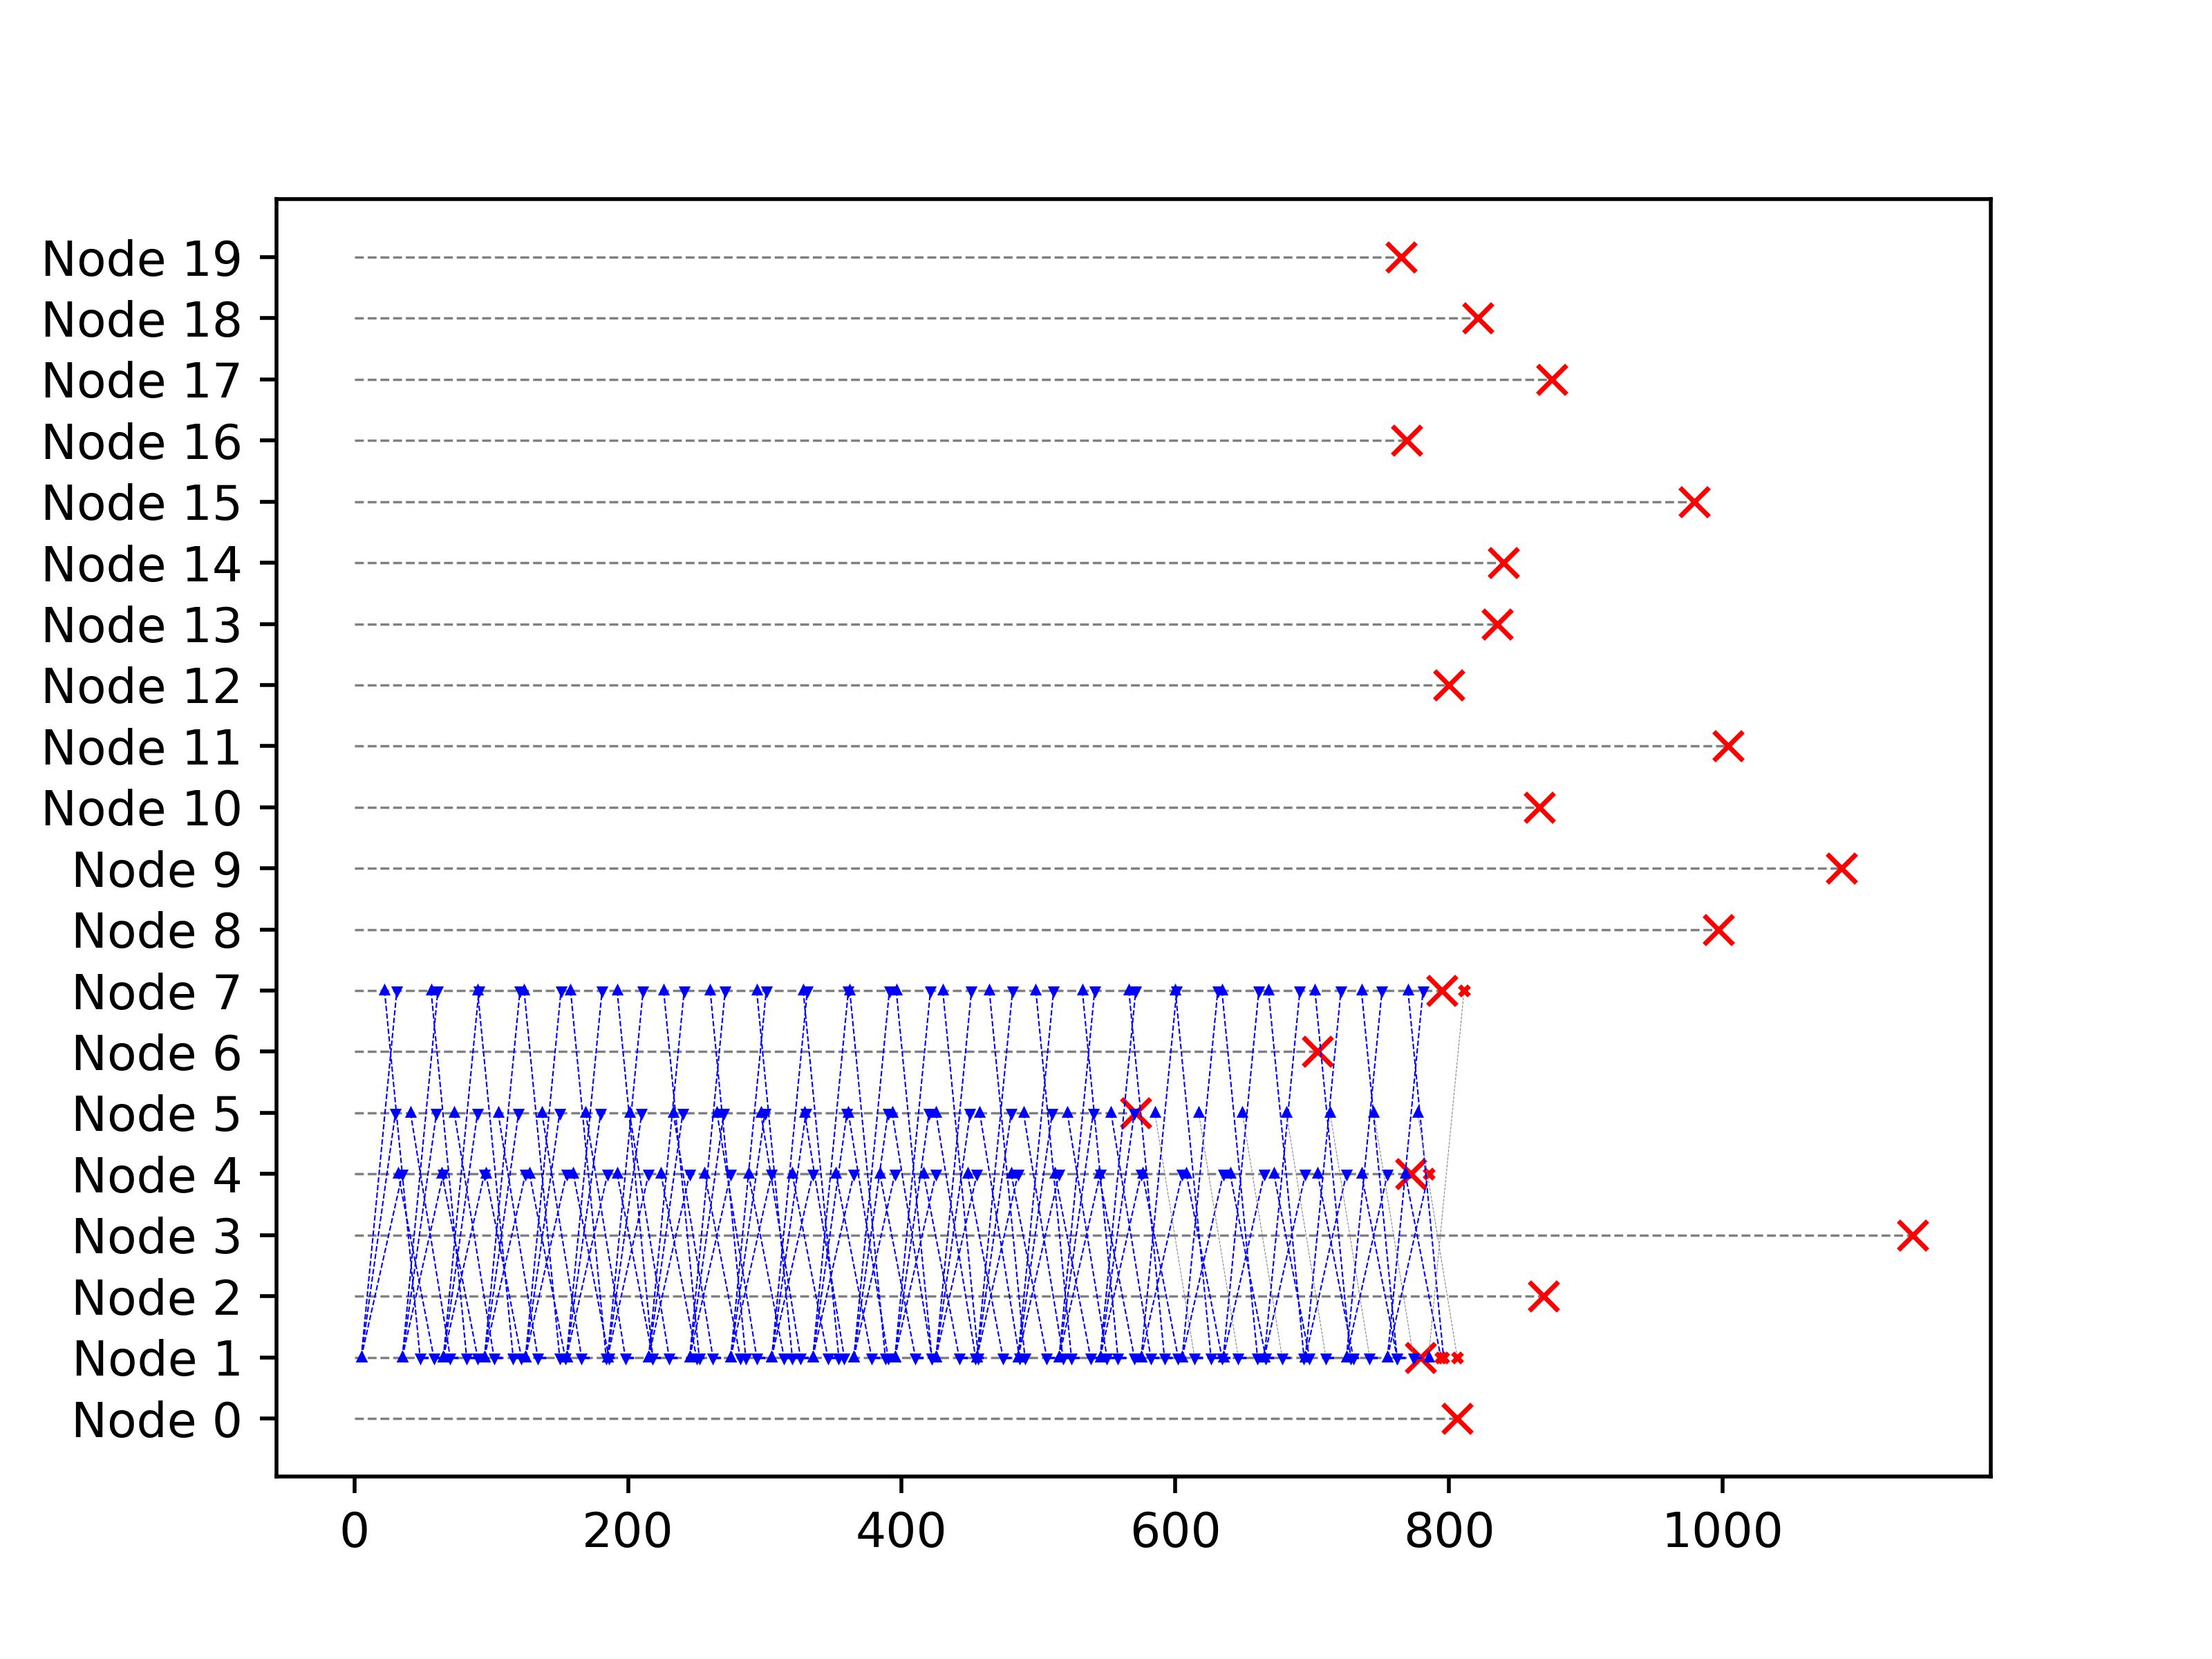 Node 19
Node 18
Node 17
Node 16
Node 15
Node 14
Node 13
Node 12
Node 11
Node 10
Node 9
Node 8
Node 7
Node 6
Node 5
Node 4
Node 3
Node 2
Node 1
Node 0
0 200 400 600 800 1000